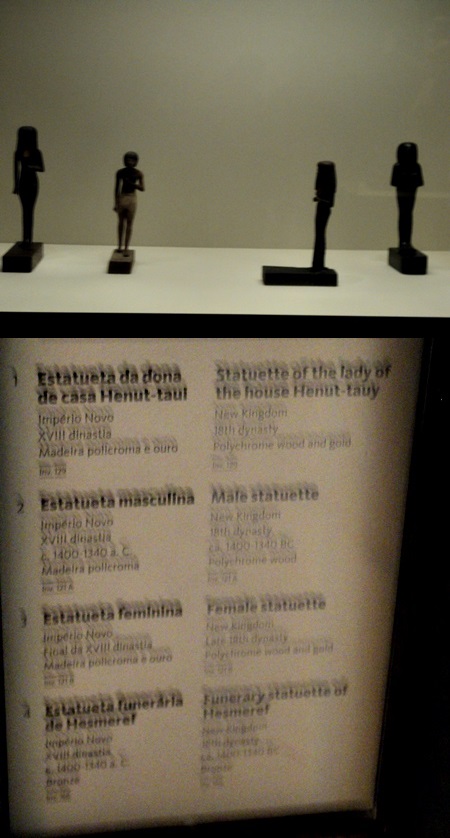 1
Estatueta da dona
de casa Henut-taui
Império Novo
XVIII dinastia
Madeira policroma e ouro
Inv. 129
Statuette of the lady of
the house Henut-tauy
New Kingdom
18th dynasty
Polychrome wood and gold
2
Estatueta masculina
Império Novo
XVIII dinastia
c. 1400-1340 a. C.
Madeira policroma
Male statuette
New Kingdom
18th dynasty
ca. 1400-1340 BC
Polychrome wood
3
Estatueta feminina
Império Novo
Final da XVIII dinastia
Madeira policroma e ouro
Female statuette
New Kingdom
Late 18th dynasty
Polychrome wood and gold
4
Estatueta funerária
de Hesmeref
Império Novo
XVIII dinastia
c. 1400-1340 a. C.
Bronze
Funerary statuette of
Hesmeref
New Kingdom
18th dynasty
ca. 1400-1340 BC
Bronze